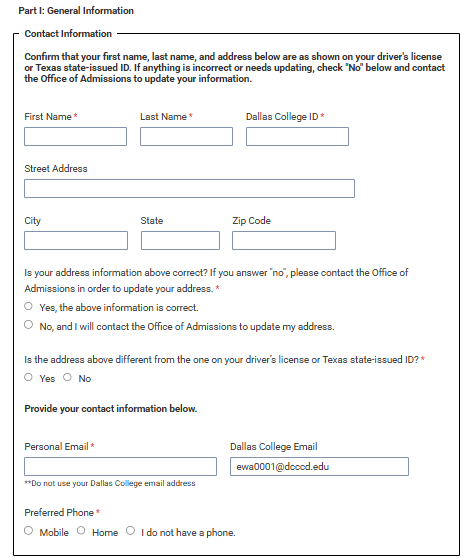 Part I: General Information
Contact Information
Confirm that your first name, last name, and address below are as shown on your driver's license
or Texas state-issued ID. If anything is incorrect or needs updating, check "No" below and contact
the Office of Admissions to update your information.
First Name * Last Name * Dallas College ID *
Street Address
City State Zip Code
Is your address information above correct? If you answer "no", please contact the Office of
Admissions in order to update your address. *
Yes, the above information is correct.
No, and I will contact the Office of Admissions to update my address.
Is the address above different from the one on your driver's license or Texas state-issued ID? *
Yes No
Provide your contact information below.
Personal Email * Dallas College Email
ewa0001@dcccd.edu
**Do not use your Dallas College email address
Preferred Phone *
Mobile Home I do not have a phone.